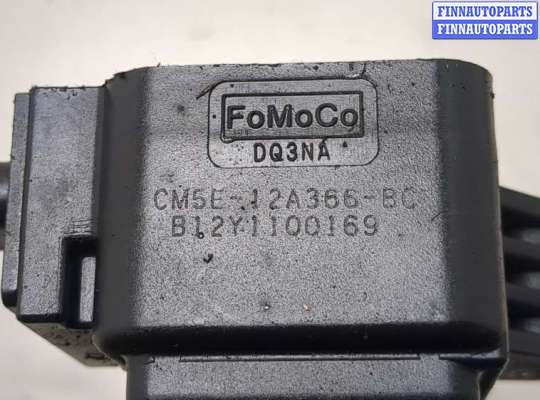 FINNAUTOPARTS
FINNAUTOPARTS
FoMoCo
DQ3NA
CM5E-12A366-BC
B12Y1100169